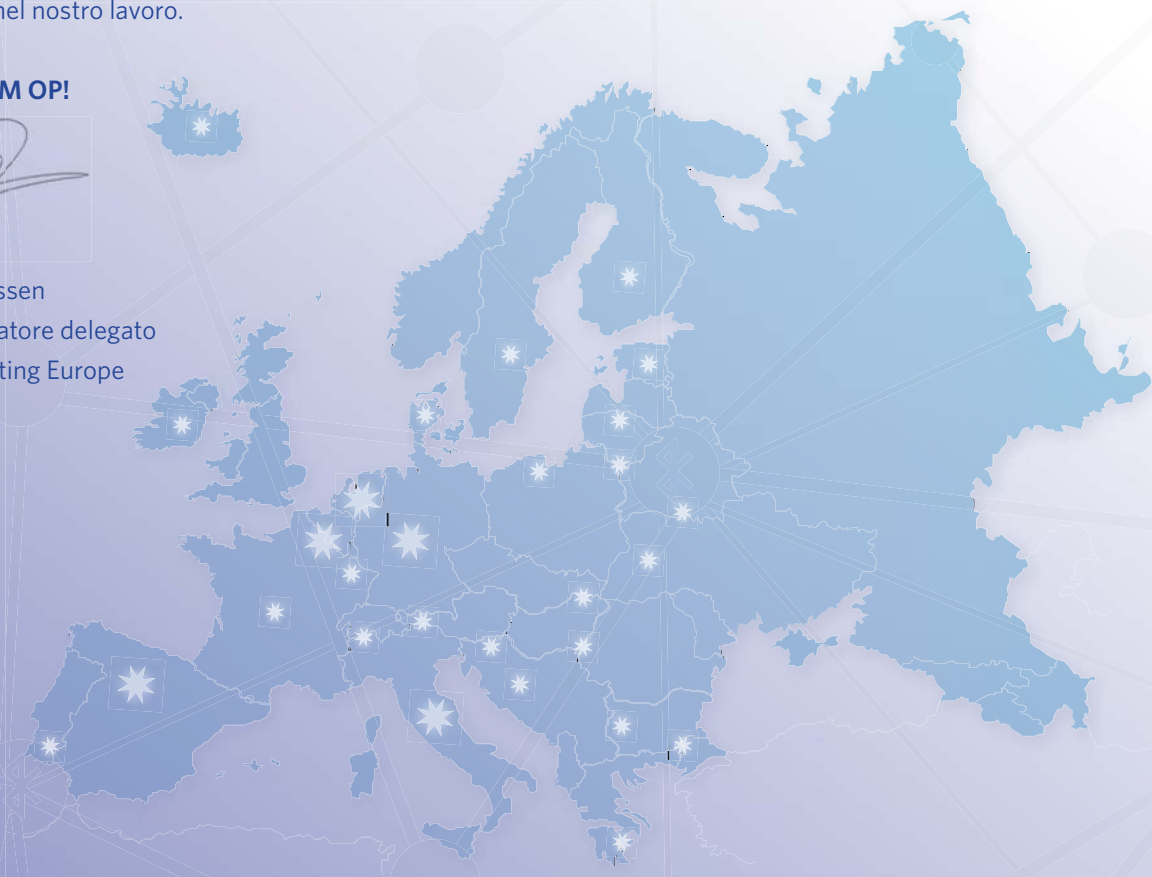 nel nostro lavoro.
M OP!
ssen
atore delegato
ting Europe